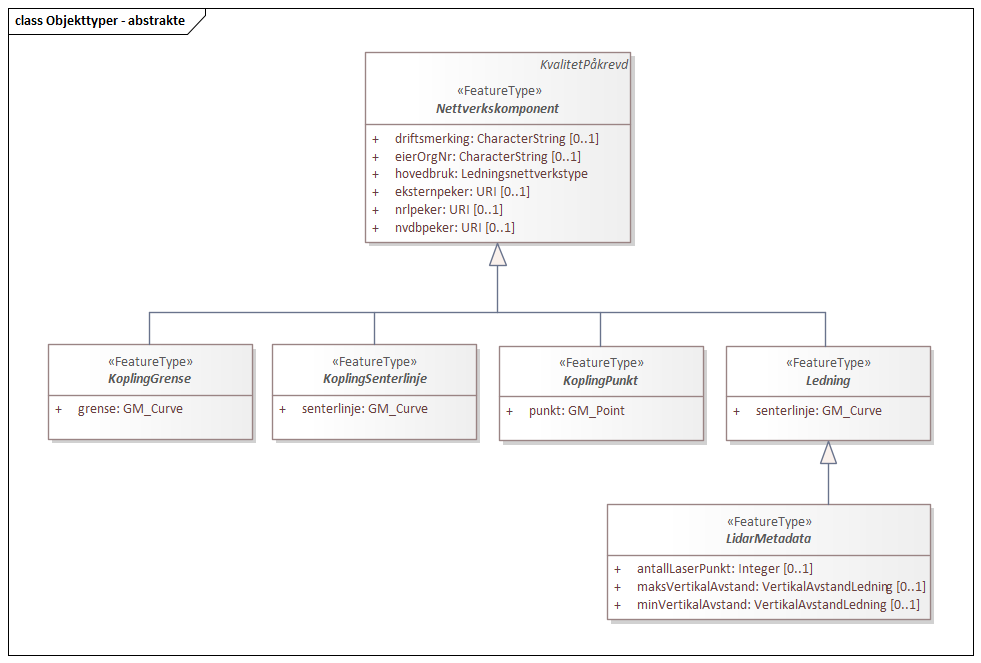 class Objekttyper - abstrakte
KvalitetPåkrevd
«FeatureType»
Nettverkskomponent
+ driftsmerking: CharacterString [0..1]
+ eierOrgNr: CharacterString [0..1]
+ hovedbruk: Ledningsnettverkstype
+ eksternpeker: URI [0..1]
+ nrlpeker: URI [0..1]
+ nvdbpeker: URI [0..1]
«FeatureType»
KoplingGrense
+ grense: GM_Curve
«FeatureType»
KoplingSenterlinje
+ senterlinje: GM_Curve
«FeatureType»
KoplingPunkt
+ punkt: GM_Point
«FeatureType»
Ledning
+ senterlinje: GM_Curve
«FeatureType»
LidarMetadata
+ antallLaserPunkt: Integer [0..1]
+ maksVertikalAvstand: VertikalAvstandLedning [0..1]
+ minVertikalAvstand: VertikalAvstandLedning [0..1]